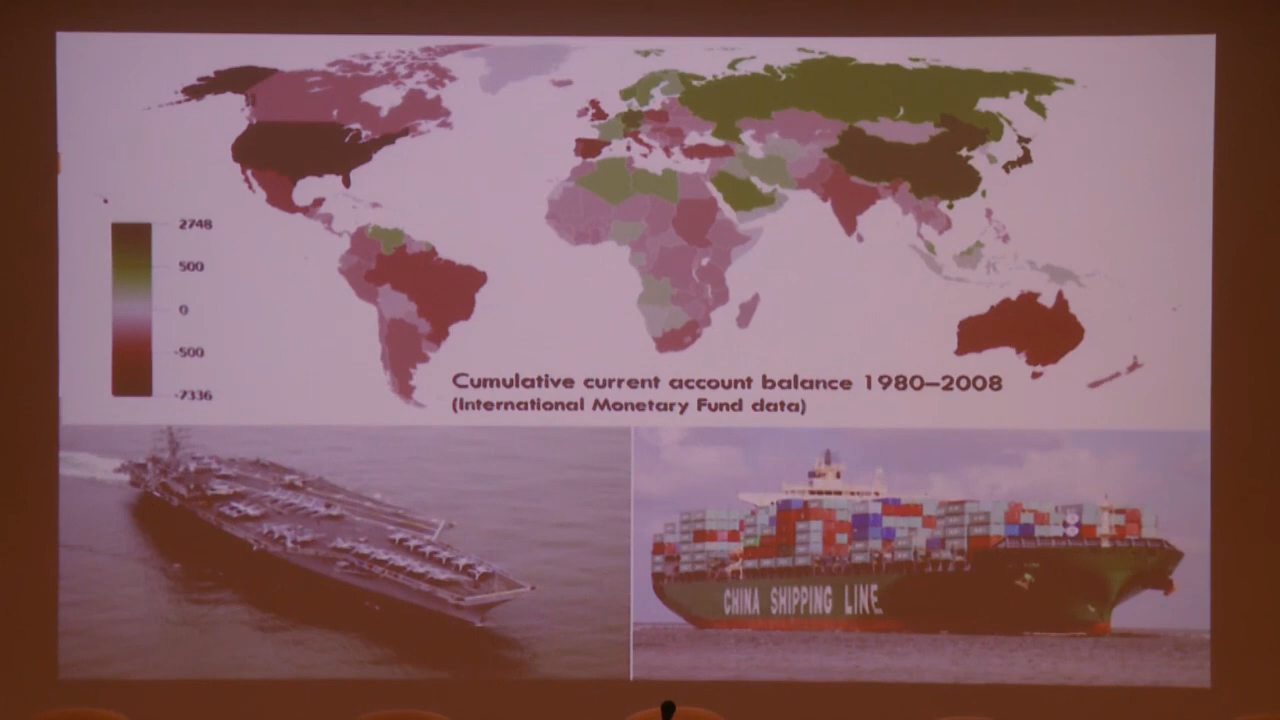 2748
500
0
-500
-7336
Cumulative current account balance 1980–2008
(International Monetary Fund data)
CHINA SHIPPING LINE